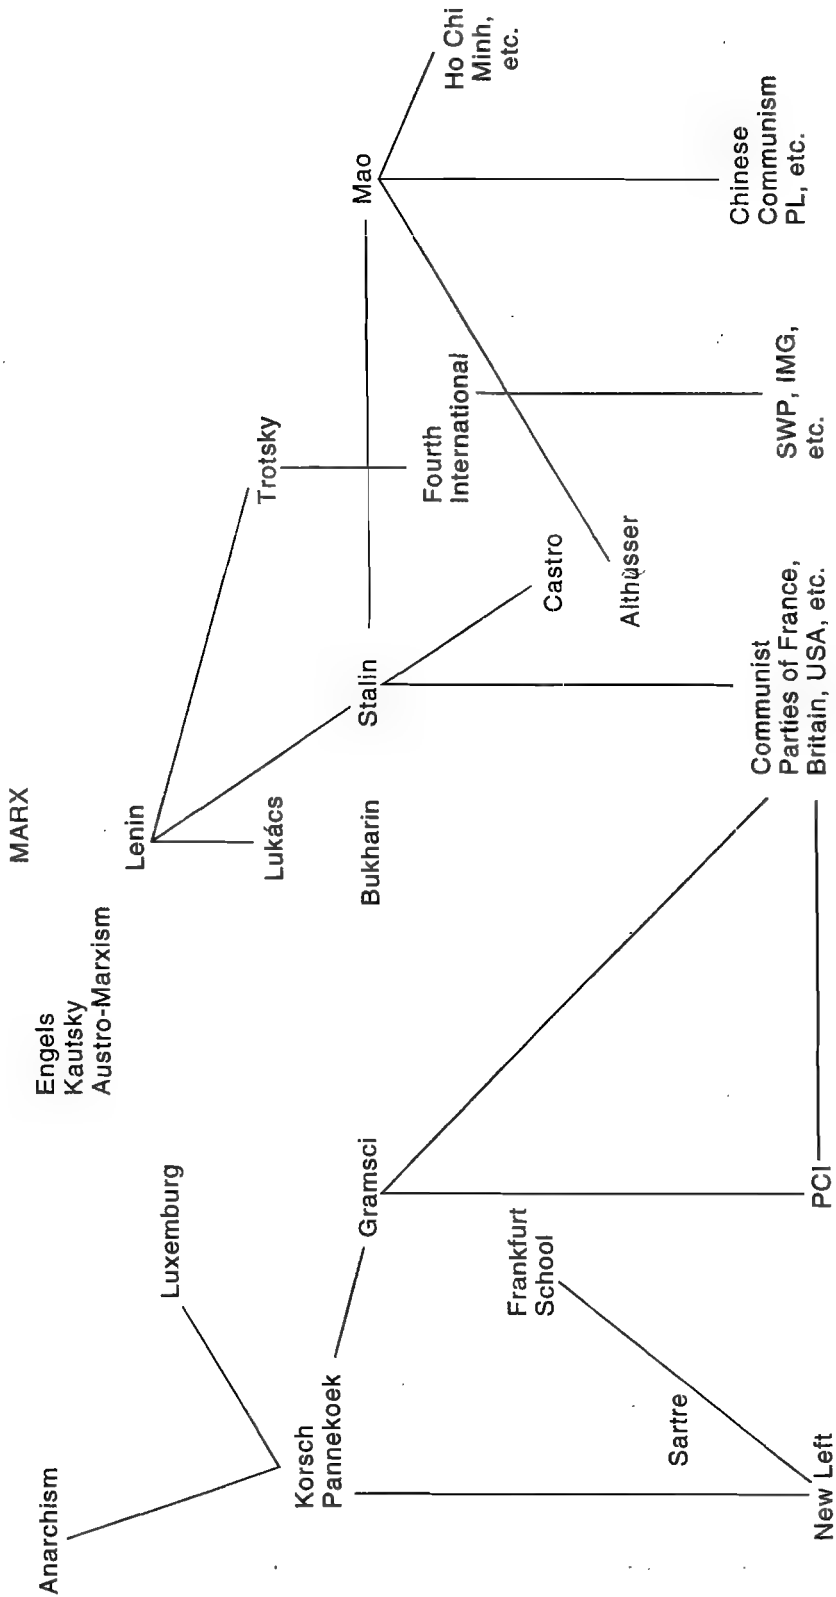 MARX
Engels
Kautsky
Austro-Marxism
Anarchism
Luxemburg
Lenin
Trotsky
Korsch
Pannekoek
Lukács
Gramsci
Bukharin
Stalin
Mao
Fourth
International
Ho Chi
Minh,
etc.
Frankfurt
School
Castro
Althusser
Sartre
New Left
PCI
Communist
Parties of France,
Britain, USA, etc.
SWP, IMG,
etc.
Chinese
Communism
PL, etc.